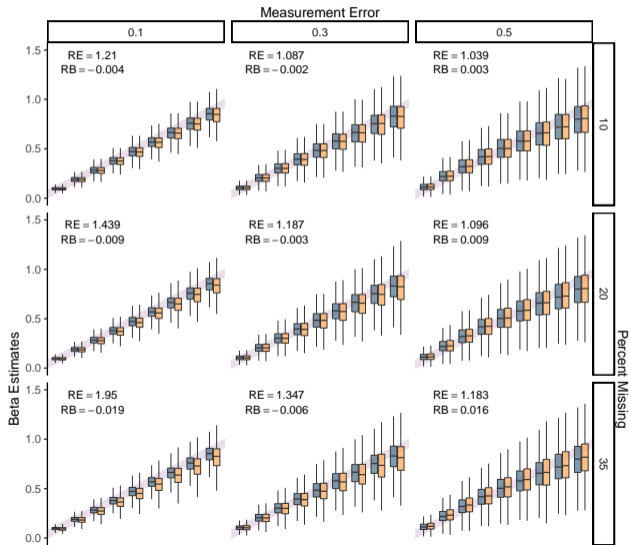 Measurement Error
0.1 0.3 0.5
RE = 1.21
RB = −0.004
RE = 1.087
RB = −0.002
RE = 1.039
RB = 0.003
1.5
1.0
0.5
0.0
10
RE = 1.439
RB = −0.009
RE = 1.187
RB = −0.003
RE = 1.096
RB = 0.009
1.5
1.0
0.5
0.0
20
RE = 1.95
RB = −0.019
RE = 1.347
RB = −0.006
RE = 1.183
RB = 0.016
1.5
1.0
0.5
0.0
35
Beta Estimates
Percent Missing